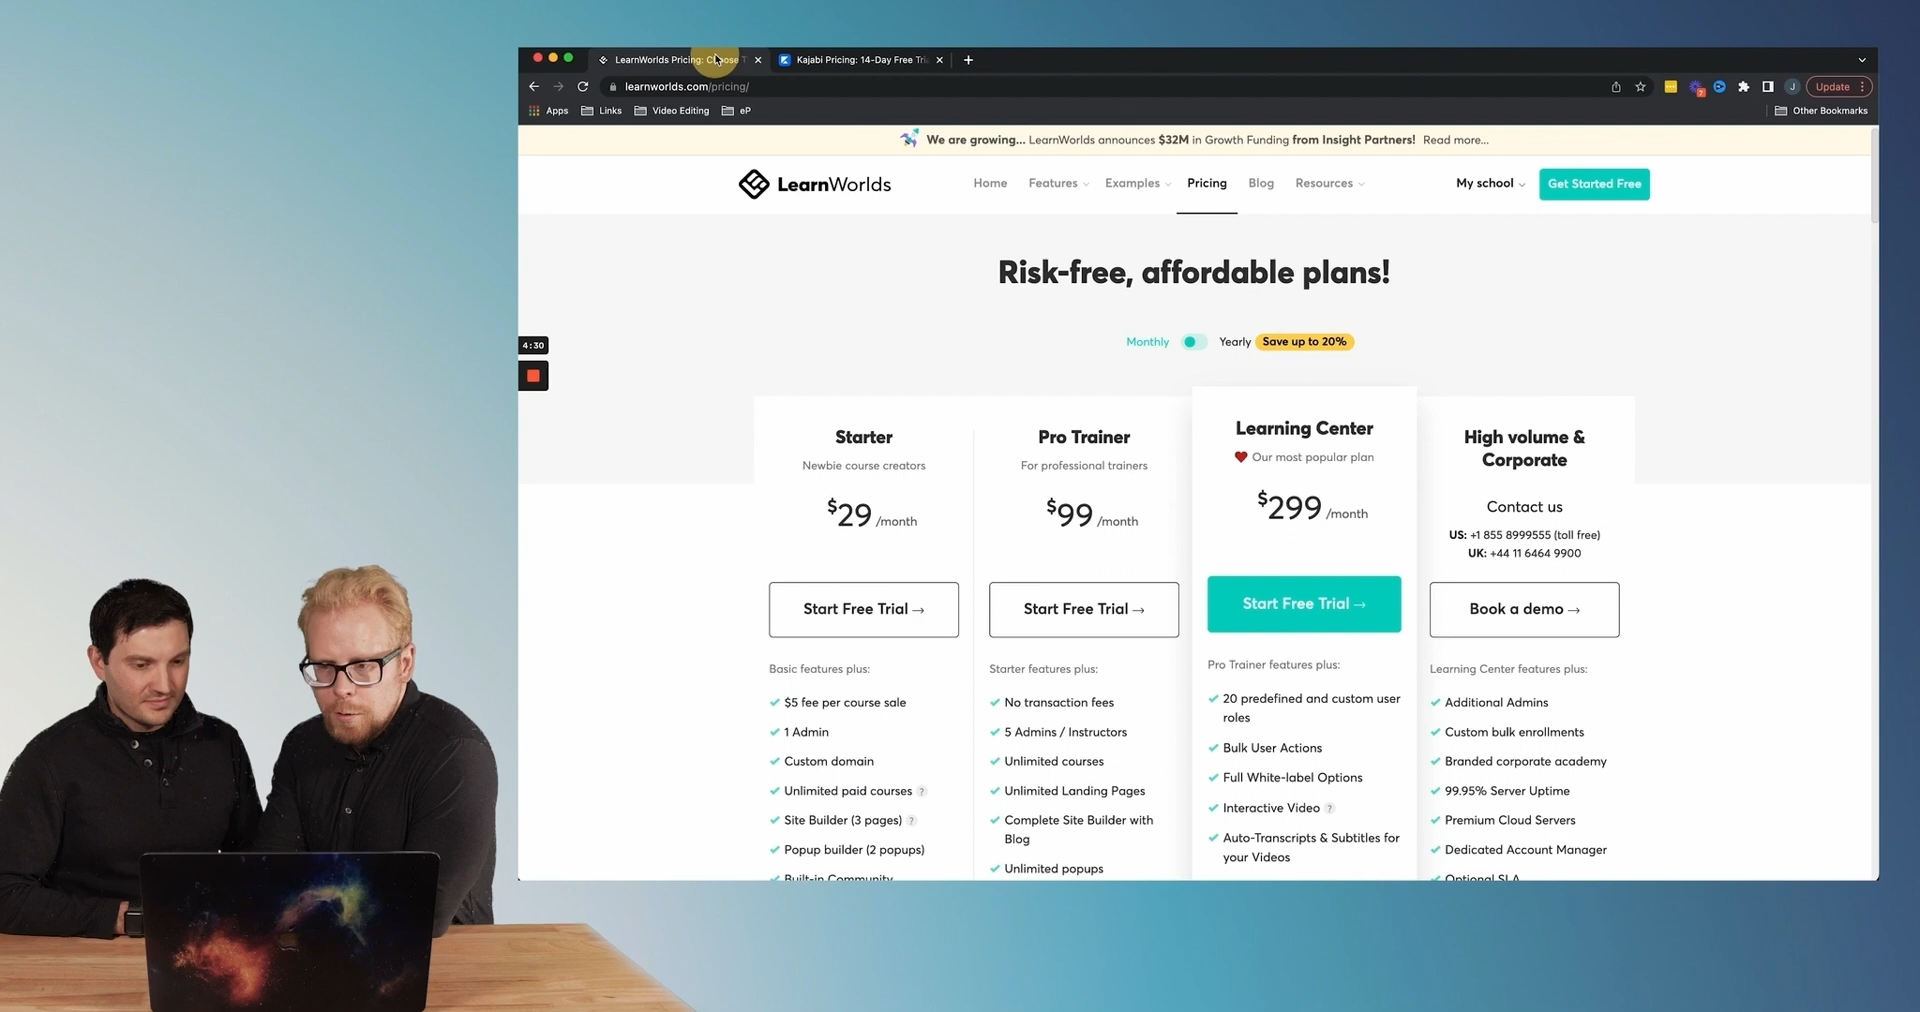 LearnWorlds Pricing: Choose T
Kajabi Pricing: 14-Day Free Tri
learnworlds.com/pricing/
J
Update
Apps
Links
Video Editing
eP
Other Bookmarks
We are growing... LearnWorlds announces $32M in Growth Funding from Insight Partners! Read more...
LearnWorlds
Home
Features
Examples
Pricing
Blog
Resources
My school
Get Started Free
Risk-free, affordable plans!
Monthly
Yearly
Save up to 20%
4:30
Starter
Newbie course creators
$29 /month
Start Free Trial →
Basic features plus:
$5 fee per course sale
1 Admin
Custom domain
Unlimited paid courses ?
Site Builder (3 pages) ?
Popup builder (2 popups)
Built-in Community
Pro Trainer
For professional trainers
$99 /month
Start Free Trial →
Starter features plus:
No transaction fees
5 Admins / Instructors
Unlimited courses
Unlimited Landing Pages
Complete Site Builder with
Blog
Unlimited popups
Learning Center
Our most popular plan
$299 /month
Start Free Trial →
Pro Trainer features plus:
20 predefined and custom user
roles
Bulk User Actions
Full White-label Options
Interactive Video ?
Auto-Transcripts & Subtitles for
your Videos
High volume &
Corporate
Contact us
US: +1 855 8999555 (toll free)
UK: +44 11 6464 9900
Book a demo →
Learning Center features plus:
Additional Admins
Custom bulk enrollments
Branded corporate academy
99.95% Server Uptime
Premium Cloud Servers
Dedicated Account Manager
Optional SLA